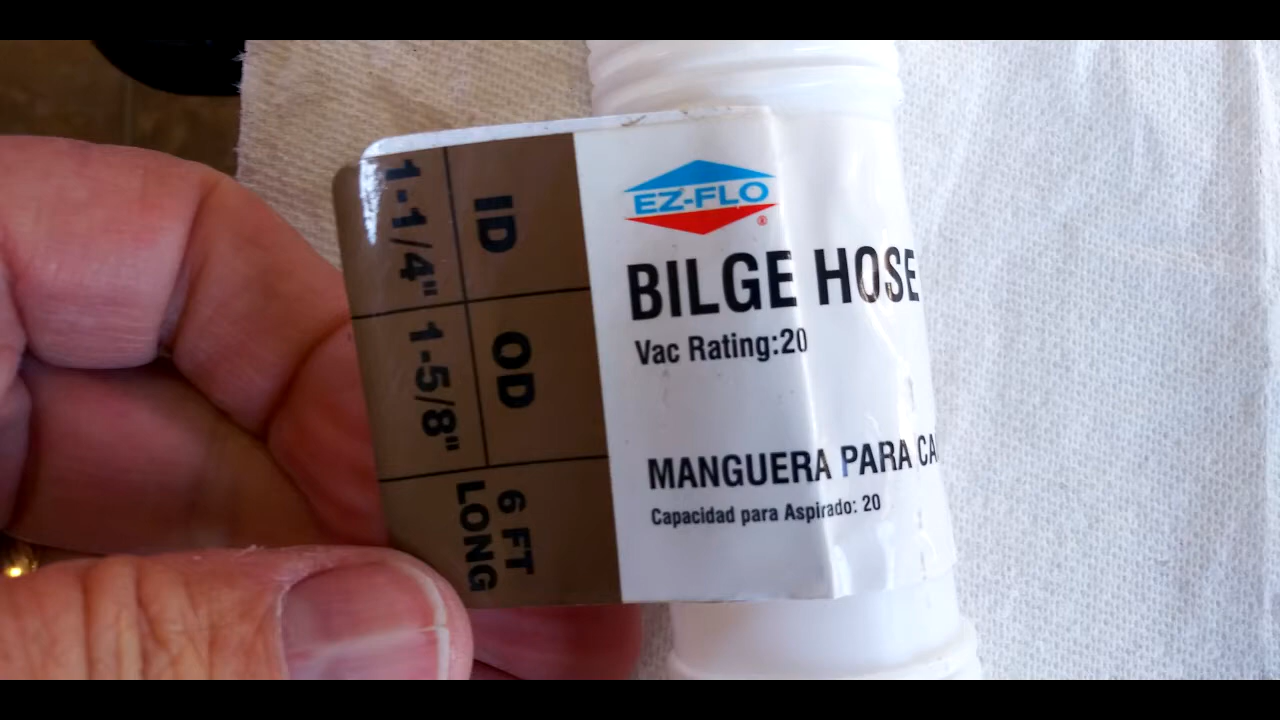 EZ-FLO®
BILGE HOSE
Vac Rating:20
MANGUERA PARA
Capacidad para Aspirado: 20
ID
OD
6 FT
LONG
1-1/4"
1-5/8"